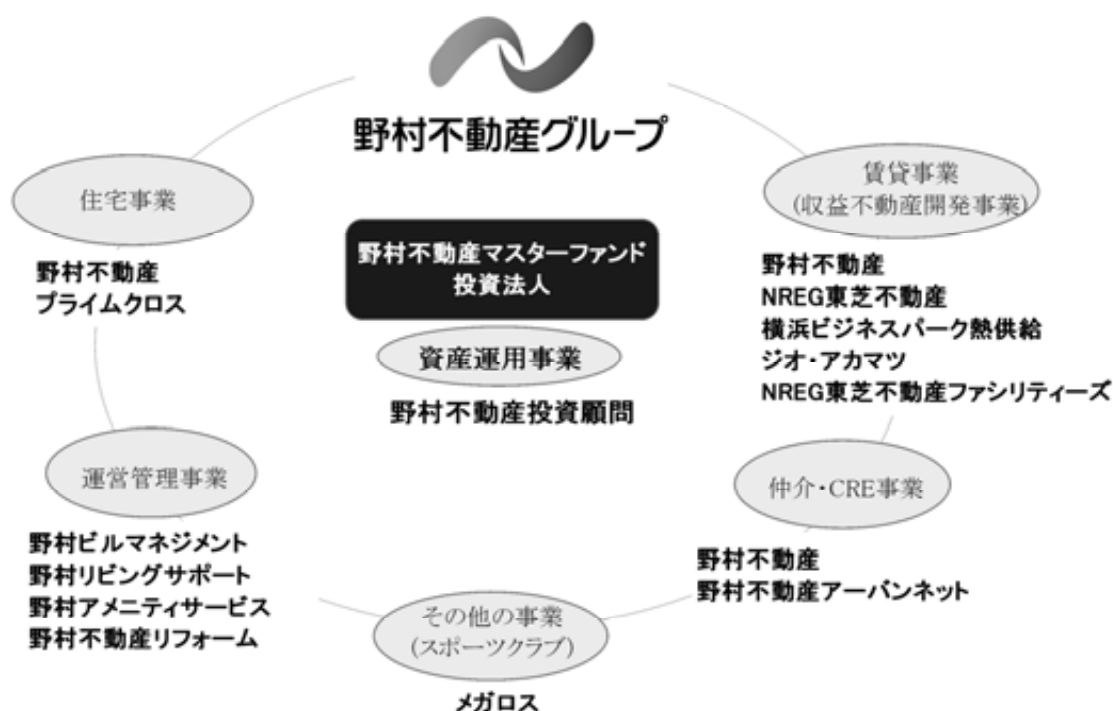 野村不動産グループ
住宅事業
野村不動産
プライムクロス
野村不動産マスターファンド
投資法人
資産運用事業
野村不動産投資顧問
賃貸事業
(収益不動産開発事業)
野村不動産
NREG東芝不動産
横浜ビジネスパーク熱供給
ジオ・アカマツ
NREG東芝不動産ファシリティーズ
運営管理事業
野村ビルマネジメント
野村リビングサポート
野村アメニティサービス
野村不動産リフォーム
仲介・CRE事業
野村不動産
野村不動産アーバンネット
その他の事業
(スポーツクラブ)
メガロス